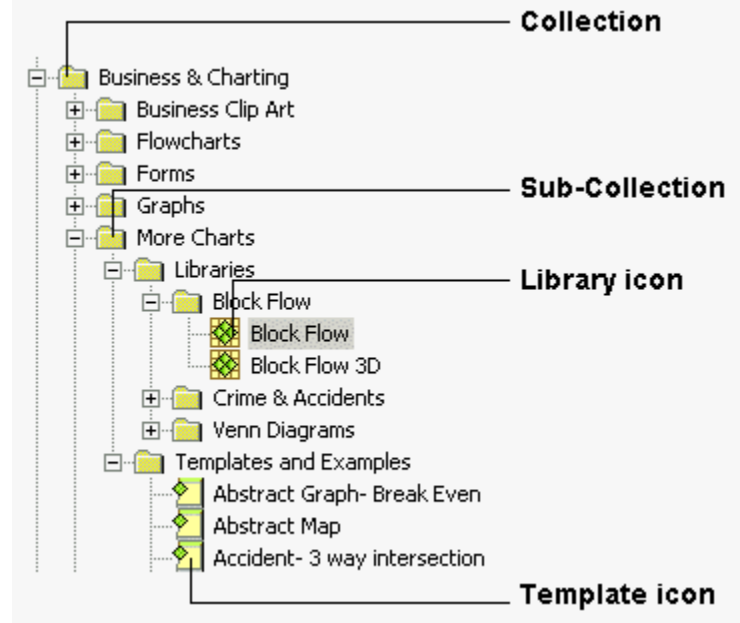 Collection
Business & Charting
Business Clip Art
Flowcharts
Forms
Sub-Collection
Graphs
More Charts
Libraries
Library icon
Block Flow
Block Flow
Block Flow 3D
Crime & Accidents
Venn Diagrams
Templates and Examples
Abstract Graph- Break Even
Abstract Map
Accident- 3 way intersection
Template icon